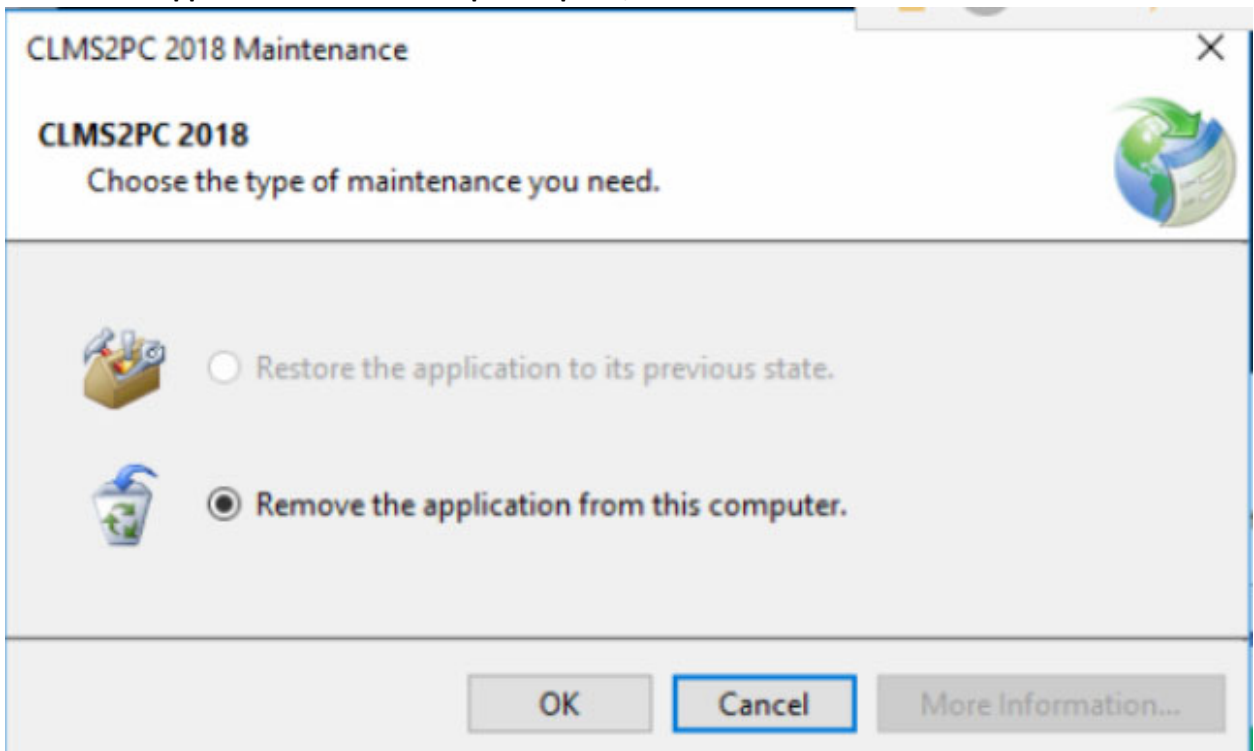 CLMS2PC 2018 Maintenance
CLMS2PC 2018
Choose the type of maintenance you need.
Restore the application to its previous state.
Remove the application from this computer.
OK Cancel More Information...